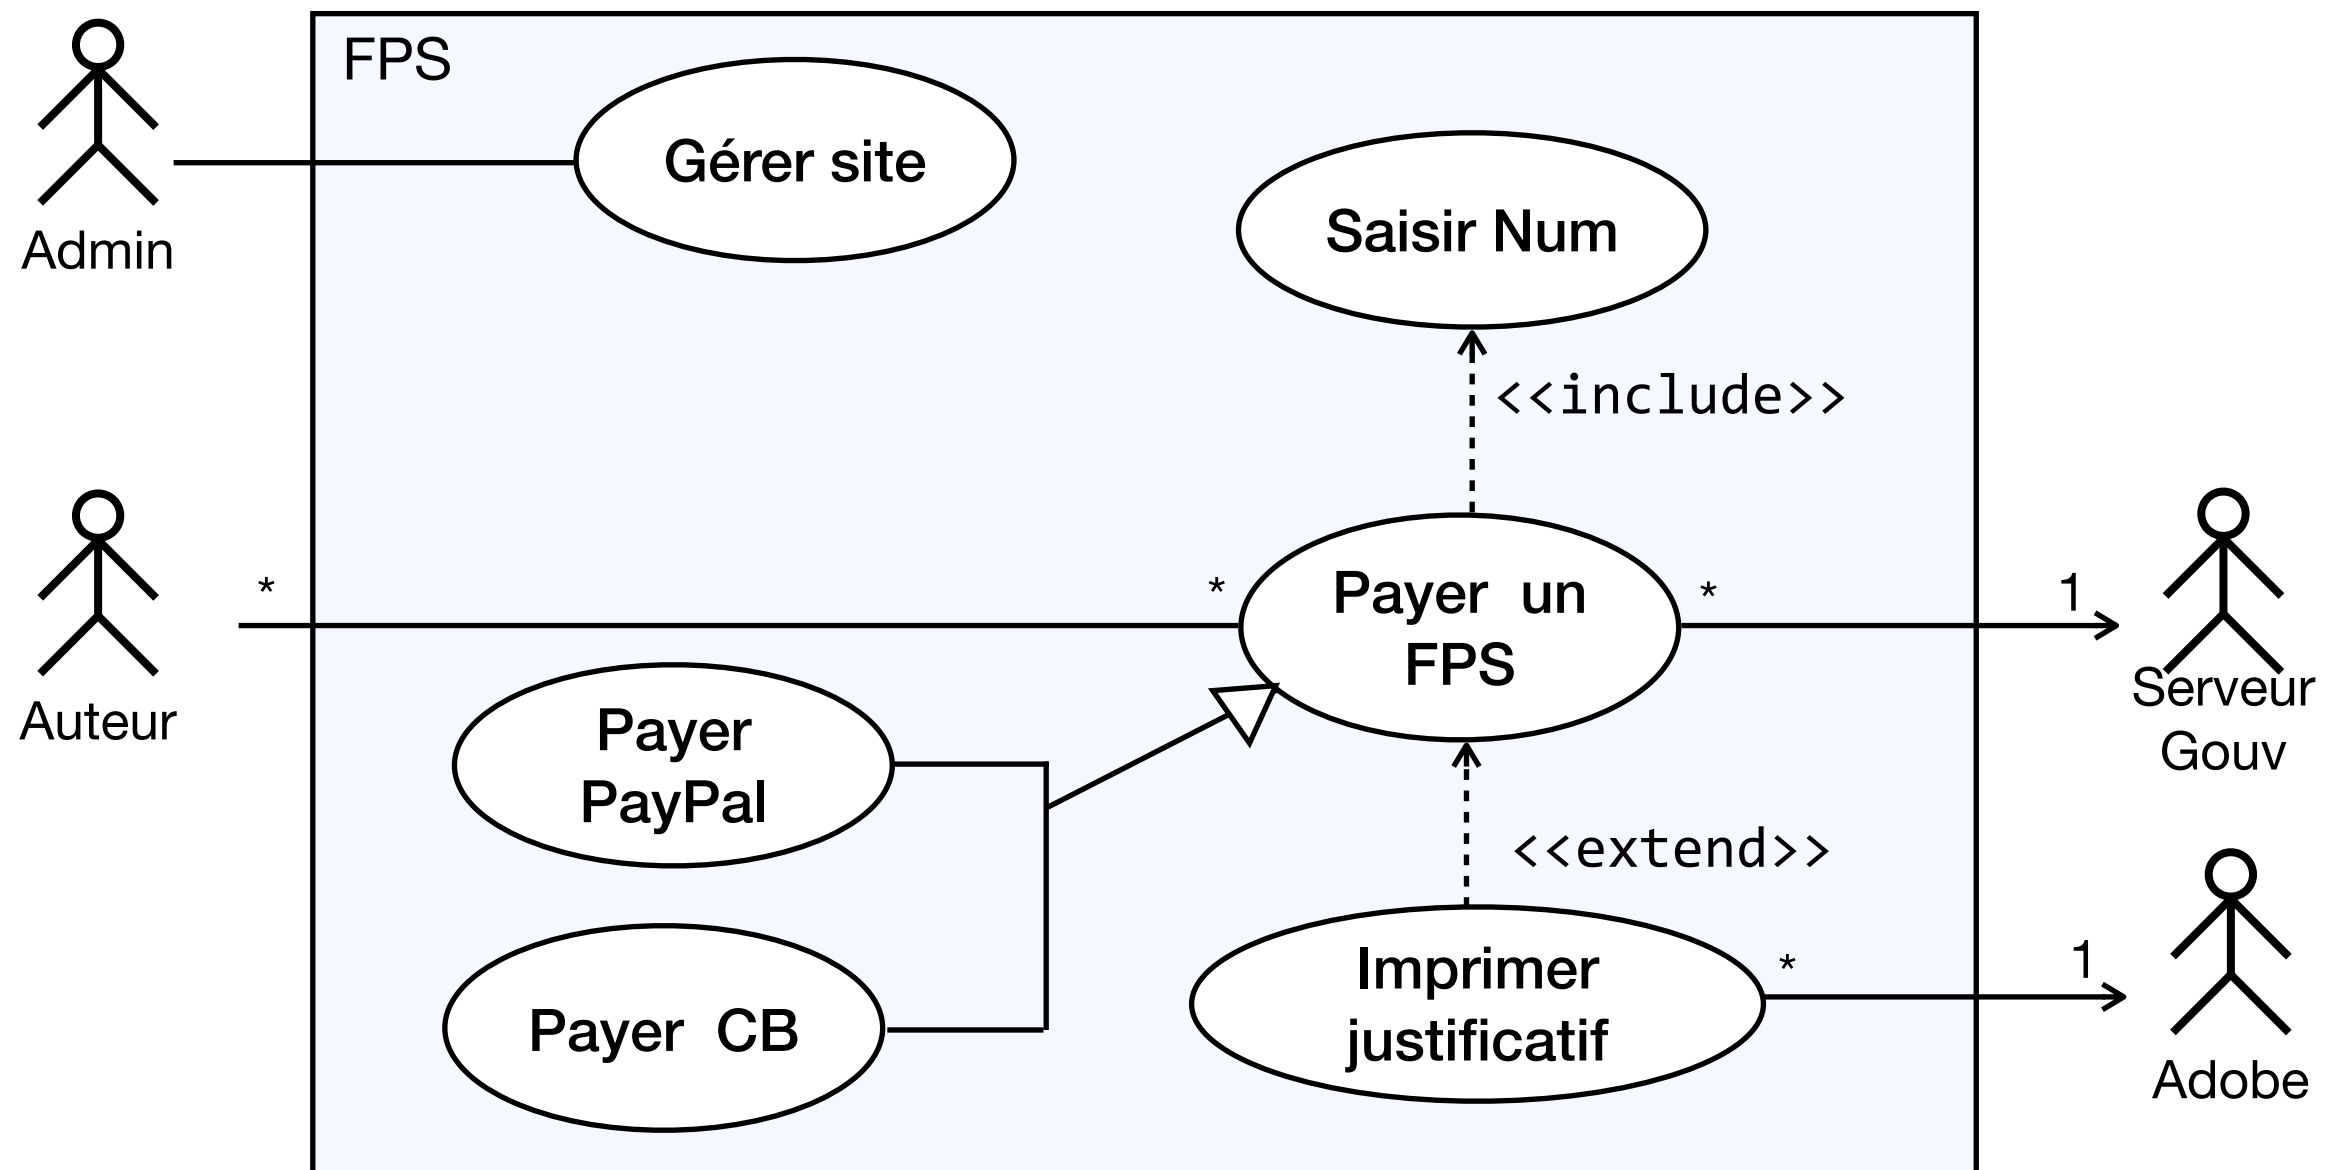 FPS
Gérer site
Admin
Saisir Num
<<include>>
* * * 1
Payer un
FPS
Auteur
Serveur
Gouv
Payer
PayPal
<<extend>>
Payer CB
Imprimer
justificatif
* 1
Adobe